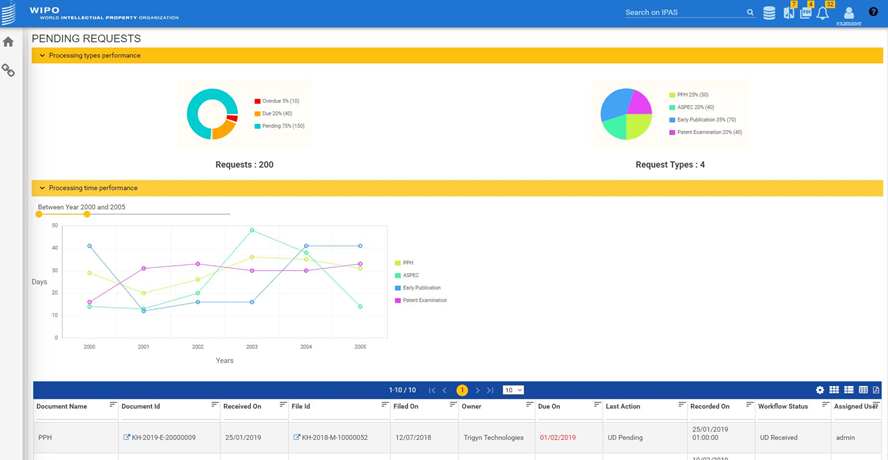 WIPO
WORLD INTELLECTUAL PROPERTY ORGANIZATION
Search on IPAS
7
4
32
?
examiner
PENDING REQUESTS
Processing types performance
Overdue 5% (10)
Due 20% (40)
Pending 75% (150)
Requests : 200
PPH 25% (50)
ASPEC 20% (40)
Early Publication 35% (70)
Patent Examination 20% (40)
Request Types : 4
Processing time performance
Between Year 2000 and 2005
50
40
30
20
10
0
Days
2000 2001 2002 2003 2004 2005
Years
PPH
ASPEC
Early Publication
Patent Examination
1-10 / 10 1 10
Document Name Document Id Received On File Id Filed On Owner Due On Last Action Recorded On Workflow Status Assigned User
PPH KH-2019-E-20000009 25/01/2019 KH-2018-M-10000052 12/07/2018 Trigyn Technologies 01/02/2019 UD Pending 25/01/2019 01:00:00 UD Received admin